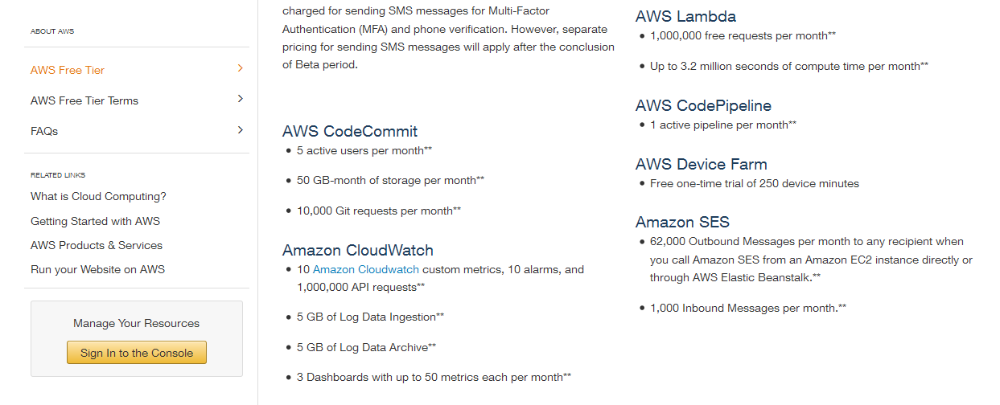 ABOUT AWS
AWS Free Tier
AWS Free Tier Terms
FAQs
RELATED LINKS
What is Cloud Computing?
Getting Started with AWS
AWS Products & Services
Run your Website on AWS
Manage Your Resources
Sign In to the Console
charged for sending SMS messages for Multi-Factor
Authentication (MFA) and phone verification. However, separate
pricing for sending SMS messages will apply after the conclusion
of Beta period.
AWS CodeCommit
• 5 active users per month**
• 50 GB-month of storage per month**
• 10,000 Git requests per month**
Amazon CloudWatch
• 10 Amazon Cloudwatch custom metrics, 10 alarms, and
1,000,000 API requests**
• 5 GB of Log Data Ingestion**
• 5 GB of Log Data Archive**
• 3 Dashboards with up to 50 metrics each per month**
AWS Lambda
• 1,000,000 free requests per month**
• Up to 3.2 million seconds of compute time per month**
AWS CodePipeline
• 1 active pipeline per month**
AWS Device Farm
• Free one-time trial of 250 device minutes
Amazon SES
• 62,000 Outbound Messages per month to any recipient when
you call Amazon SES from an Amazon EC2 instance directly or
through AWS Elastic Beanstalk.**
• 1,000 Inbound Messages per month.**